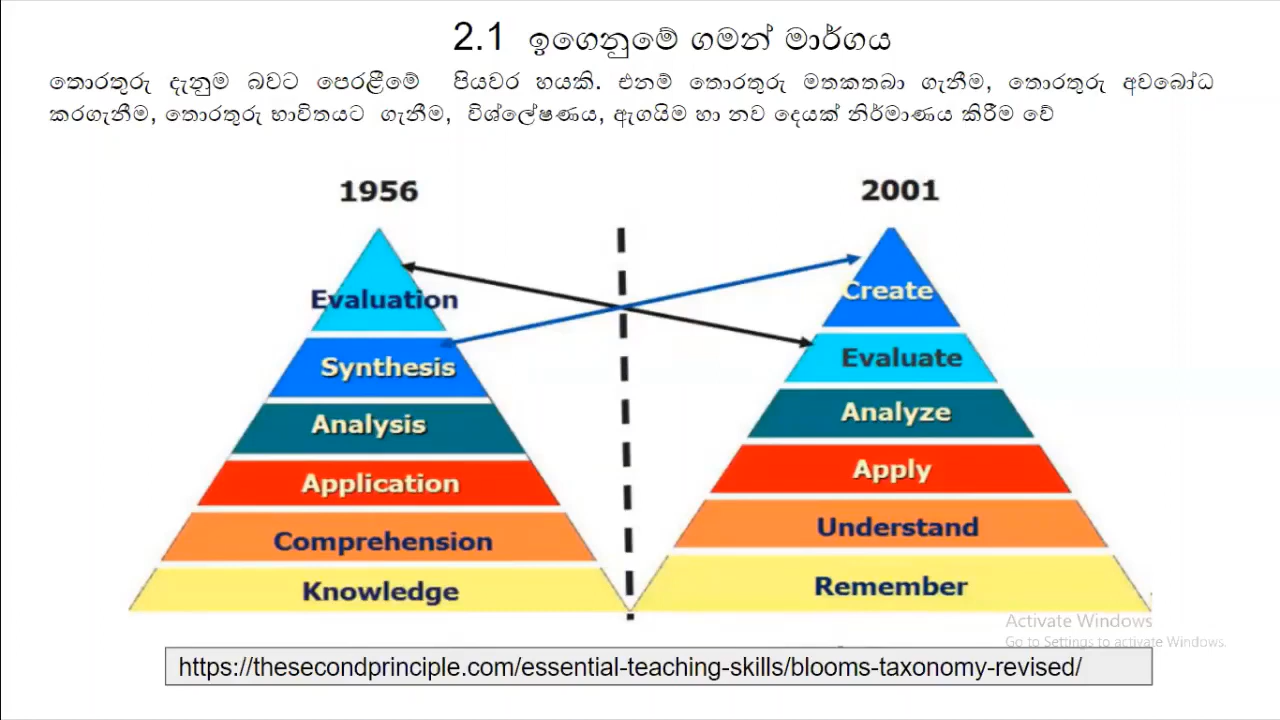 2.1 ඉගෙනුමේ ගමන් මාර්ගය
තොරතුරු දැනුම බවට පෙරළීමේ පියවර හයකි. එනම් තොරතුරු මතකතබා ගැනීම, තොරතුරු අවබෝධ
කරගැනීම, තොරතුරු භාවිතයට ගැනීම, විශ්ලේෂණය, ඇගයිම හා නව දෙයක් නිර්මාණය කිරීම වේ
1956
Evaluation
Synthesis
Analysis
Application
Comprehension
Knowledge
2001
Create
Evaluate
Analyze
Apply
Understand
Remember
Activate Windows
Go to Settings to activate Windows.
https://thesecondprinciple.com/essential-teaching-skills/blooms-taxonomy-revised/